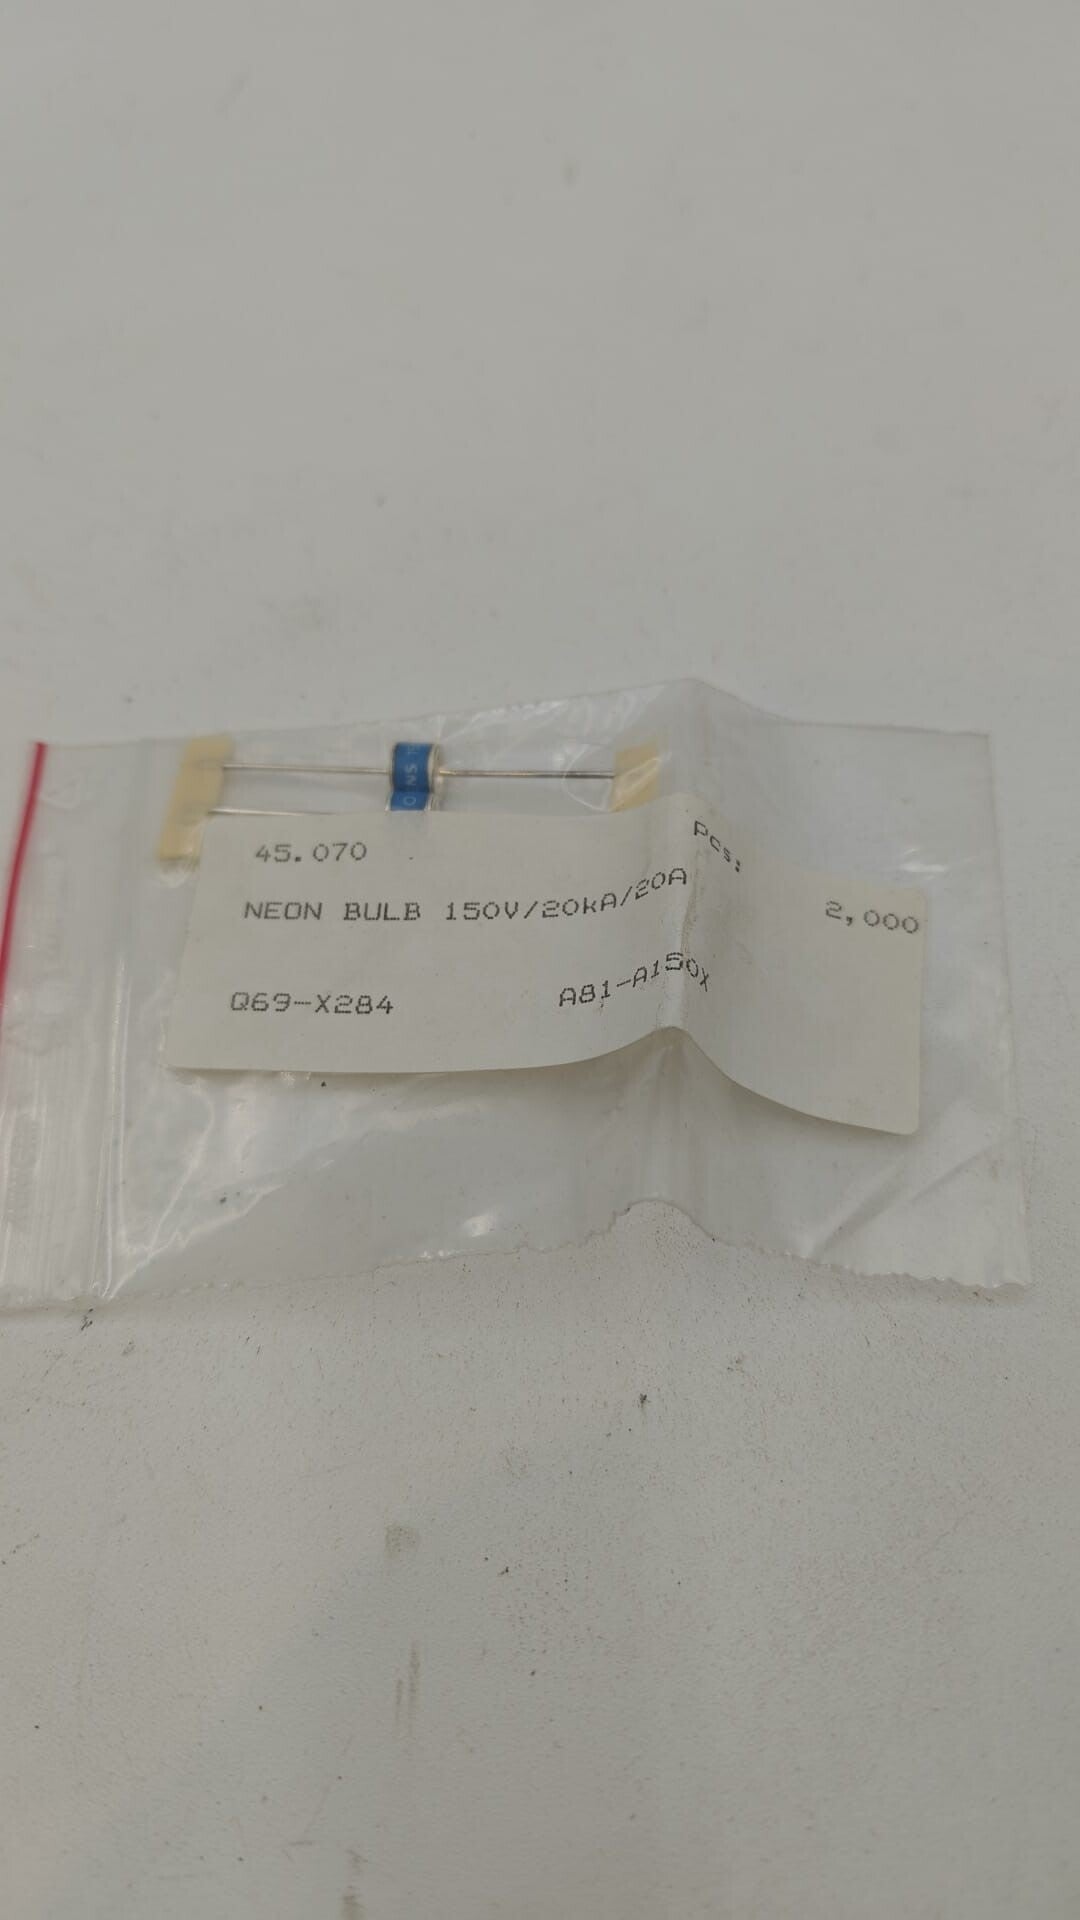 45.070
Pcs:
NEON BULB 150V/20kA/20A
2,000
Q69-X284
A81-A150X